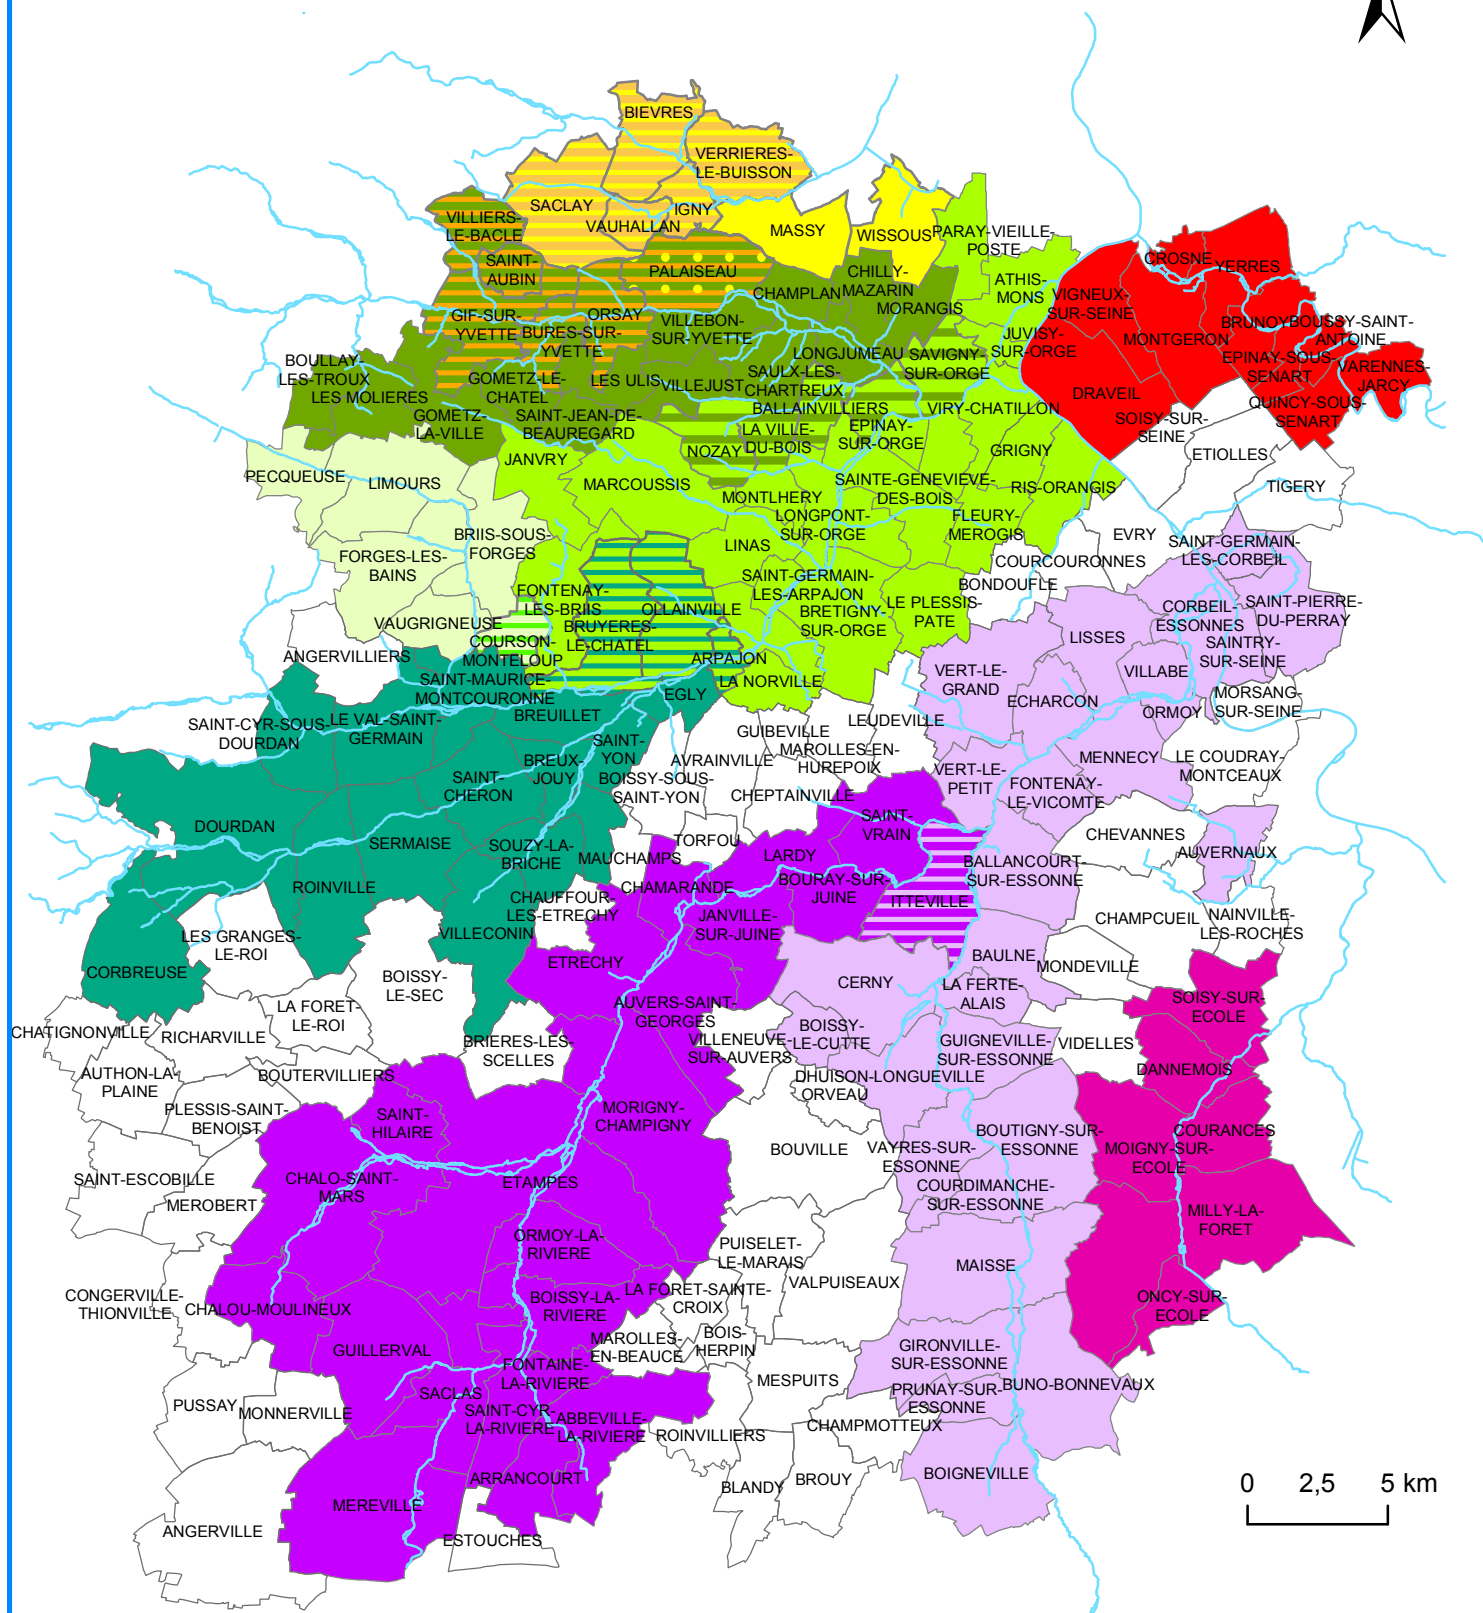 BIEVRES
VERRIERES-
LE-BUISSON
SACLAY
IGNY
VAUHALLAN
VILLIERS-
LE-BACLE
MASSY
WISSOUS
PARAY-VIEILLE-
POSTE
SAINT-
AUBIN
PALAISEAU
CHILLY-
MAZARIN
CHAMPLAN
MORANGIS
ATHIS-
MONS
VIGNEUX-
SUR-SEINE
CROSNE
YERRES
GIF-SUR-
YVETTE
ORSAY
BURES-SUR-
YVETTE
VILLEBON-
SUR-YVETTE
JUVISY-
SUR-ORGE
MONTGERON
BRUNOY
BOUSSY-SAINT-
ANTOINE
EPINAY-SOUS-
SENART
VARENNES-
JARCY
QUINCY-SOUS-
SENART
BOULLAY-
LES-TROUX
LES MOLIERES
GOMETZ-LE-
CHATEL
LES ULIS
VILLEJUST
LONGJUMEAU
SAULX-LES-
CHARTREUX
SAVIGNY-
SUR-ORGE
DRAVEIL
SOISY-SUR-
SEINE
GOMETZ-
LA-VILLE
SAINT-JEAN-DE-
BEAUREGARD
BALLAINVILLIERS
LA VILLE-
DU-BOIS
EPINAY-
SUR-ORGE
VIRY-CHATILLON
ETIOLLES
TIGERY
PECQUEUSE
LIMOURS
JANVRY
MARCOUSSIS
NOZAY
GRIGNY
RIS-ORANGIS
MONTLHERY
SAINTE-GENEVIEVE-
DES-BOIS
LONGPONT-
SUR-ORGE
FLEURY-
MEROGIS
EVRY
BRIIS-SOUS-
FORGES
FORGES-LES-
BAINS
LINAS
COURCOURONNES
BONDOUFLE
SAINT-GERMAIN-
LES-CORBEIL
FONTENAY-
LES-BRIIS
OLLAINVILLE
SAINT-GERMAIN-
LES-ARPAJON
BRETIGNY-
SUR-ORGE
LE PLESSIS-
PATE
CORBEIL-
ESSONNES
SAINT-PIERRE-
DU-PERRAY
VAUGRIGNEUSE
COURSON-
MONTELOUP
BRUYERES-
LE-CHATEL
LISSES
SAINTRY-
SUR-SEINE
ANGERVILLIERS
SAINT-MAURICE-
MONTCOURONNE
ARPAJON
LA NORVILLE
EGLY
VERT-LE-
GRAND
VILLABE
ECHARCON
ORMOY
MORSANG-
SUR-SEINE
SAINT-CYR-SOUS-
DOURDAN
LE VAL-SAINT-
GERMAIN
BREUILLET
GUIBEVILLE
LEUDEVILLE
MAROLLES-EN-
HUREPOIX
SAINT-
YON
BREUX-
JOUY
AVRAINVILLE
BOISSY-SOUS-
SAINT-YON
MENNECY
LE COUDRAY-
MONTCEAUX
SAINT-
CHERON
CHEPTAINVILLE
VERT-LE-
PETIT
FONTENAY-
LE-VICOMTE
DOURDAN
SERMAISE
SAINT-
VRAIN
CHEVANNES
AUVERNAUX
SOUZY-LA-
BRICHE
MAUCHAMPS
TORFOU
LARDY
BALLANCOURT-
SUR-ESSONNE
ROINVILLE
CHAUFFOUR-
LES-ETRECHY
CHAMARANDE
BOURAY-SUR-
JUINE
ITTEVILLE
CHAMPCUEIL
NAINVILLE-
LES-ROCHES
VILLECONIN
JANVILLE-
SUR-JUINE
LES GRANGES-
LE-ROI
ETRECHY
BAULNE
MONDEVILLE
CORBREUSE
BOISSY-
LE-SEC
CERNY
LA FERTE-
ALAIS
SOISY-SUR-
ECOLE
LA FORET-
LE-ROI
AUVERS-SAINT-
GEORGES
CHATIGNONVILLE
RICHARVILLE
BRIERES-LES-
SCELLES
VILLENEUVE-
SUR-AUVERS
BOISSY-
LE-CUTTE
GUIGNEVILLE-
SUR-ESSONNE
VIDELLES
AUTHON-LA-
PLAINE
BOUTERVILLIERS
DHUISON-LONGUEVILLE
ORVEAU
DANNEMOIS
PLESSIS-SAINT-
BENOIST
SAINT-
HILAIRE
MORIGNY-
CHAMPIGNY
BOUVILLE
VAYRES-SUR-
ESSONNE
BOUTIGNY-SUR-
ESSONNE
COURANCES
MOIGNY-SUR-
ECOLE
SAINT-ESCOBILLE
MEROBERT
CHALO-SAINT-
MARS
ETAMPES
COURDIMANCHE-
SUR-ESSONNE
MILLY-LA-
FORET
ORMOY-LA-
RIVIERE
PUISELET-
LE-MARAIS
MAISSE
VALPUISEAUX
CONGERVILLE-
THIONVILLE
CHALOU-MOULINEUX
BOISSY-LA-
RIVIERE
LA FORET-SAINTE-
CROIX
ONCY-SUR-
ECOLE
GUILLERVAL
MAROLLES-
EN-BEAUCE
BOIS-
HERPIN
GIRONVILLE-
SUR-ESSONNE
FONTAINE-
LA-RIVIERE
MESPUITS
PRUNAY-SUR-
ESSONNE
BUNO-BONNEVAUX
PUSSAY
MONNERVILLE
SACLAS
SAINT-CYR-
LA-RIVIERE
ABBEVILLE-
LA-RIVIERE
ROINVILLIERS
CHAMPMOTTEUX
ARRANCOURT
BLANDY
BROUY
BOIGNEVILLE
MEREVILLE
ANGERVILLE
ESTOUCHES
0 2,5 5 km